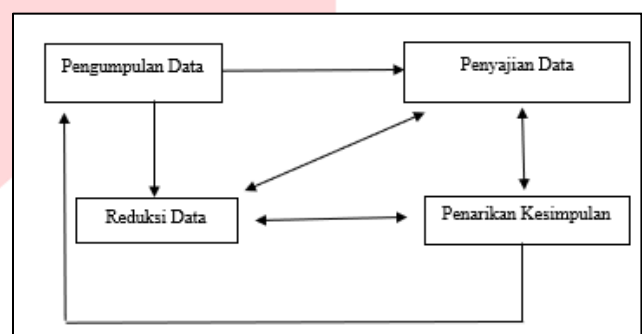 Pengumpulan Data
Penyajian Data
Reduksi Data
Penarikan Kesimpulan